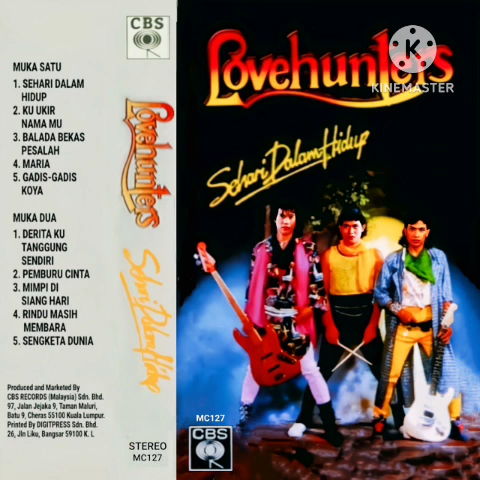 CBS
MUKA SATU
1. SEHARI DALAM
HIDUP
2. KU UKIR
NAMA MU
3. BALADA BEKAS
PESALAH
4. MARIA
5. GADIS-GADIS
KOYA
MUKA DUA
1. DERITA KU
TANGGUNG
SENDIRI
2. PEMBURU CINTA
3. MIMPI DI
SIANG HARI
4. RINDU MASIH
MEMBARA
5. SENGKETA DUNIA
Produced and Marketed By
CBS RECORDS (Malaysia) Sdn. Bhd.
97, Jalan Jejaka 9, Taman Maluri,
Batu 9, Cheras 55100 Kuala Lumpur.
Printed By DIGITPRESS Sdn. Bhd.
26, Jln Liku, Bangsar 59100 K. L
Lovehunters
Sehari Dalam Hidup
STEREO
MC127
Lovehunters
K
KINEMASTER
Sehari Dalam Hidup
MC127
CBS